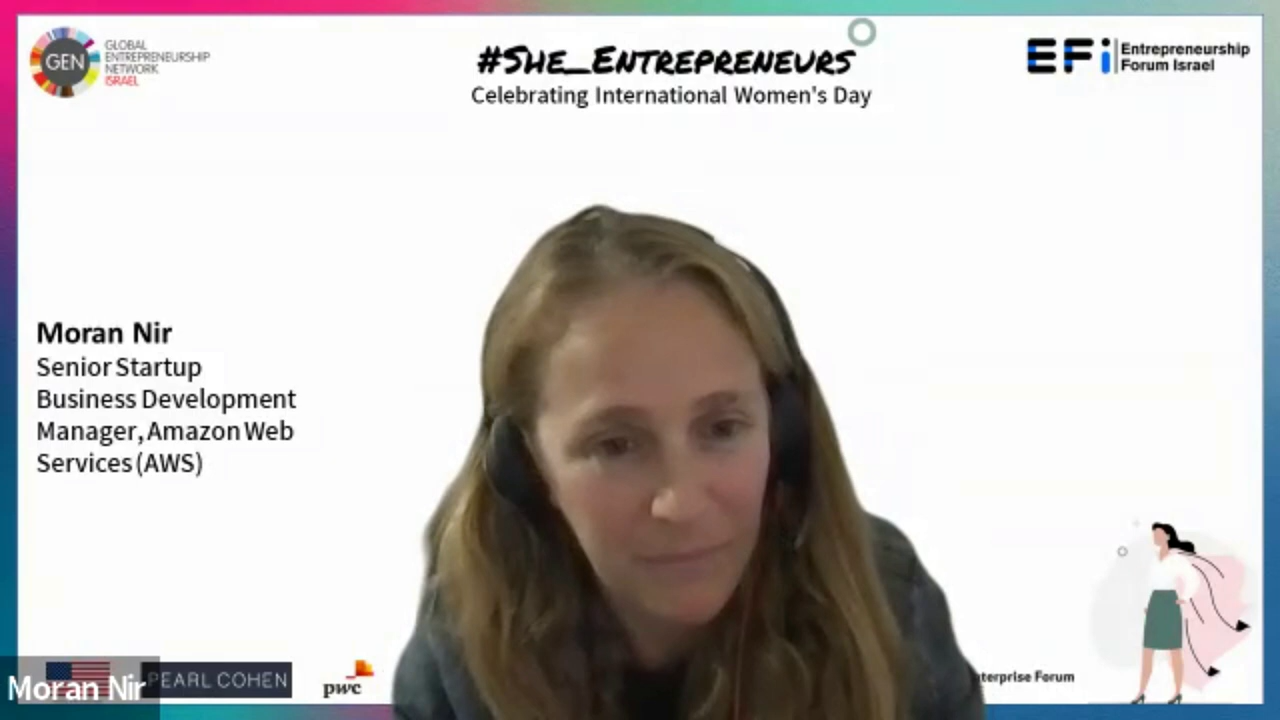 GEN
GLOBAL
ENTREPRENEURSHIP
NETWORK
ISRAEL
#SHE_ENTREPRENEURS
Celebrating International Women's Day
EFi
Entrepreneurship
Forum Israel
Moran Nir
Senior Startup
Business Development
Manager, Amazon Web
Services (AWS)
Moran Nir
PEARL COHEN
pwc
terprise Forum